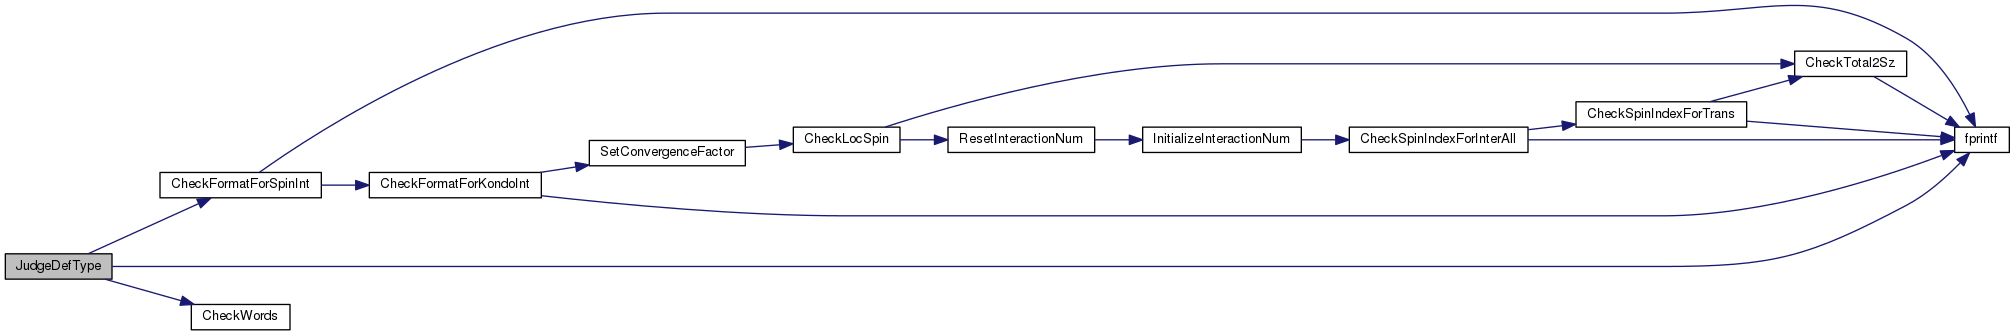 JudgeDefType
CheckFormatForSpinInt
CheckWords
CheckFormatForKondoInt
SetConvergenceFactor
CheckLocSpin
ResetInteractionNum
InitializeInteractionNum
CheckSpinIndexForInterAll
CheckSpinIndexForTrans
CheckTotal2Sz
fprintf